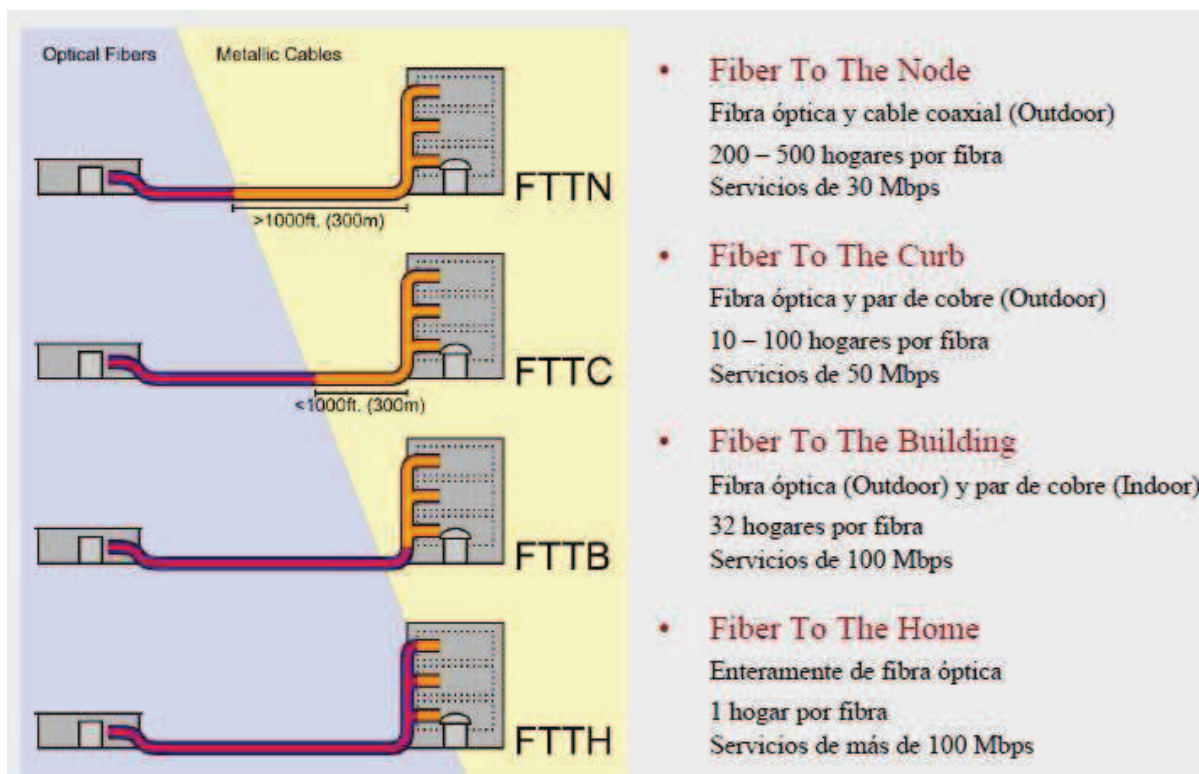 Optical Fibers
Metallic Cables
FTTN
>1000ft. (300m)
FTTC
<1000ft. (300m)
FTTB
FTTH
• Fiber To The Node
Fibra óptica y cable coaxial (Outdoor)
200 – 500 hogares por fibra
Servicios de 30 Mbps
• Fiber To The Curb
Fibra óptica y par de cobre (Outdoor)
10 – 100 hogares por fibra
Servicios de 50 Mbps
• Fiber To The Building
Fibra óptica (Outdoor) y par de cobre (Indoor)
32 hogares por fibra
Servicios de 100 Mbps
• Fiber To The Home
Enteramente de fibra óptica
1 hogar por fibra
Servicios de más de 100 Mbps